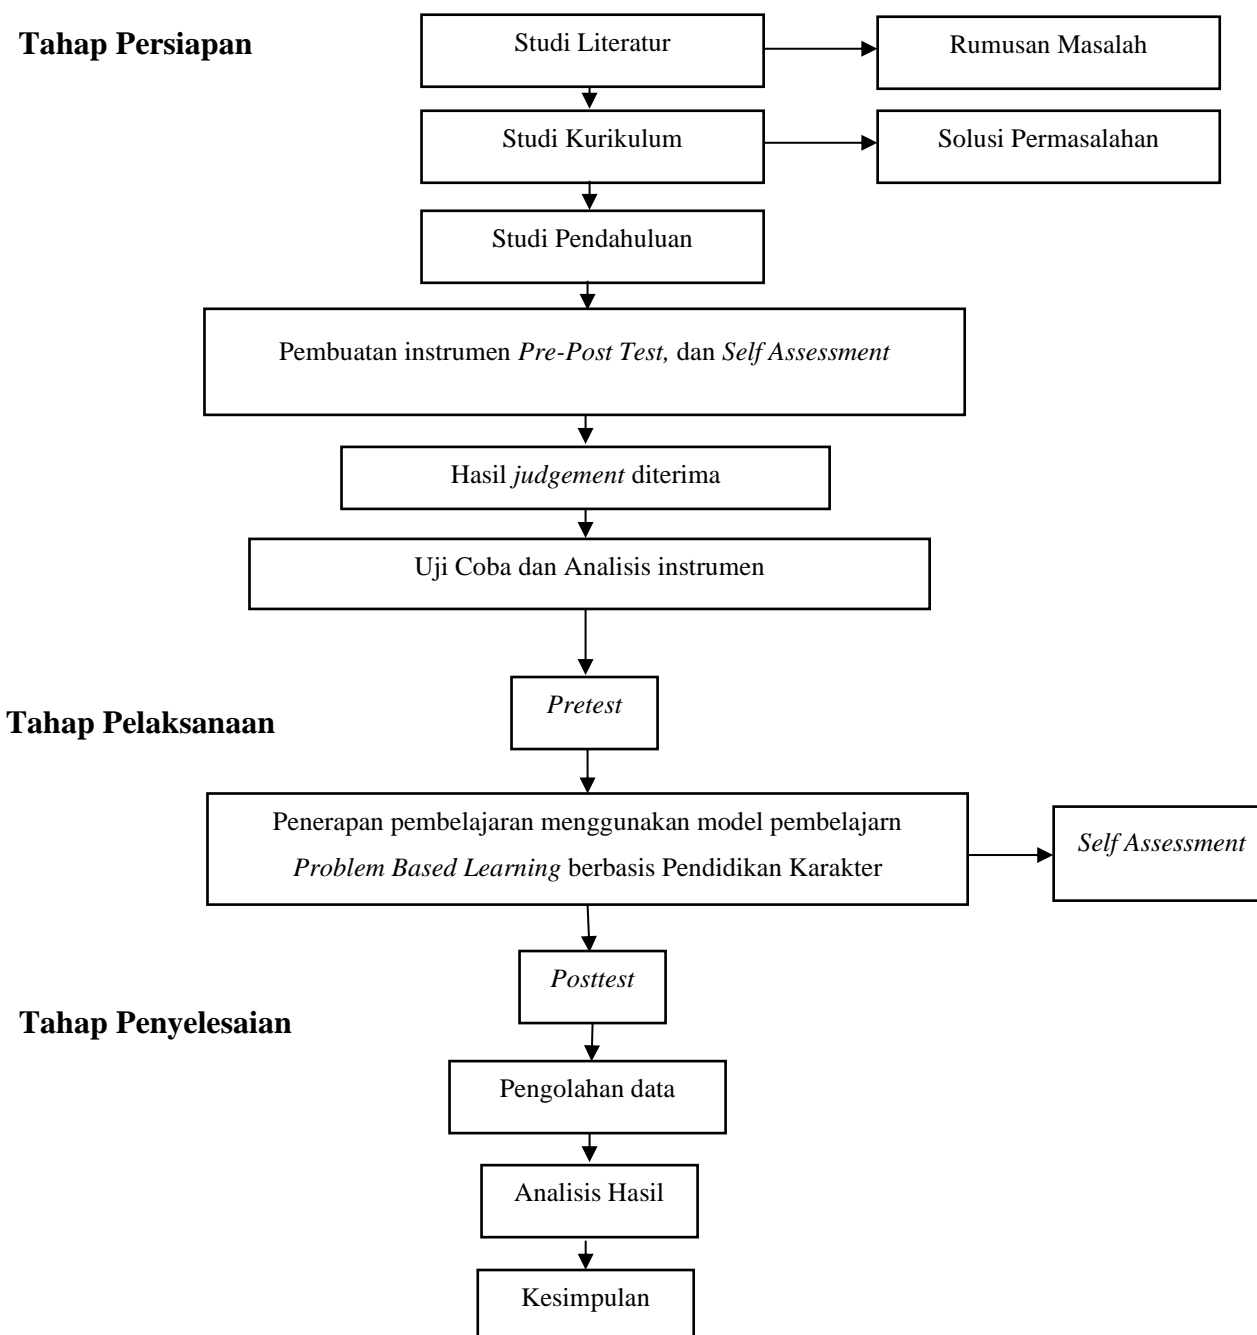 Tahap Persiapan
Studi Literatur
Rumusan Masalah
Studi Kurikulum
Solusi Permasalahan
Studi Pendahuluan
Pembuatan instrumen Pre-Post Test, dan Self Assessment
Hasil judgement diterima
Uji Coba dan Analisis instrumen
Tahap Pelaksanaan
Pretest
Penerapan pembelajaran menggunakan model pembelajarn
Problem Based Learning berbasis Pendidikan Karakter
Self Assessment
Posttest
Tahap Penyelesaian
Pengolahan data
Analisis Hasil
Kesimpulan